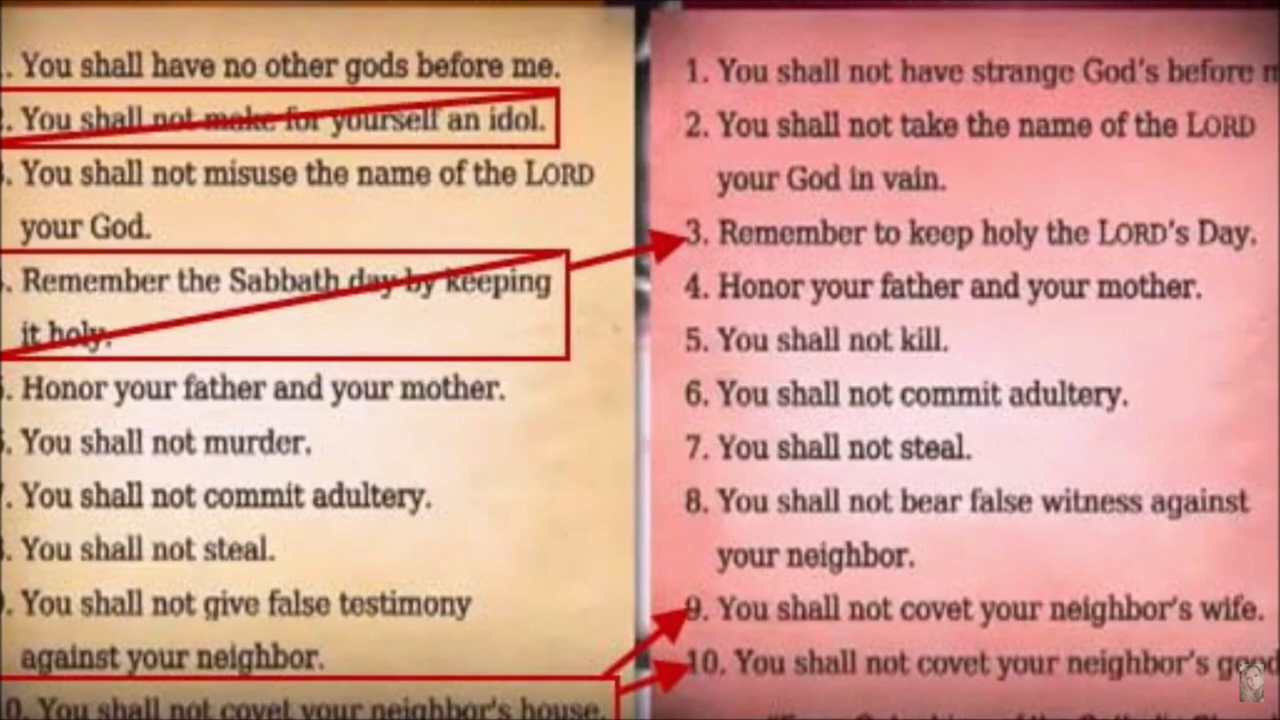 . You shall have no other gods before me.
. You shall not make for yourself an idol.
. You shall not misuse the name of the LORD
your God.
. Remember the Sabbath day by keeping
it holy.
. Honor your father and your mother.
. You shall not murder.
. You shall not commit adultery.
. You shall not steal.
. You shall not give false testimony
against your neighbor.
0. You shall not covet your neighbor's house.
1. You shall not have strange God's before
2. You shall not take the name of the LORD
your God in vain.
3. Remember to keep holy the LORD's Day.
4. Honor your father and your mother.
5. You shall not kill.
6. You shall not commit adultery.
7. You shall not steal.
8. You shall not bear false witness against
your neighbor.
9. You shall not covet your neighbor's wife.
10. You shall not covet your neighbor's